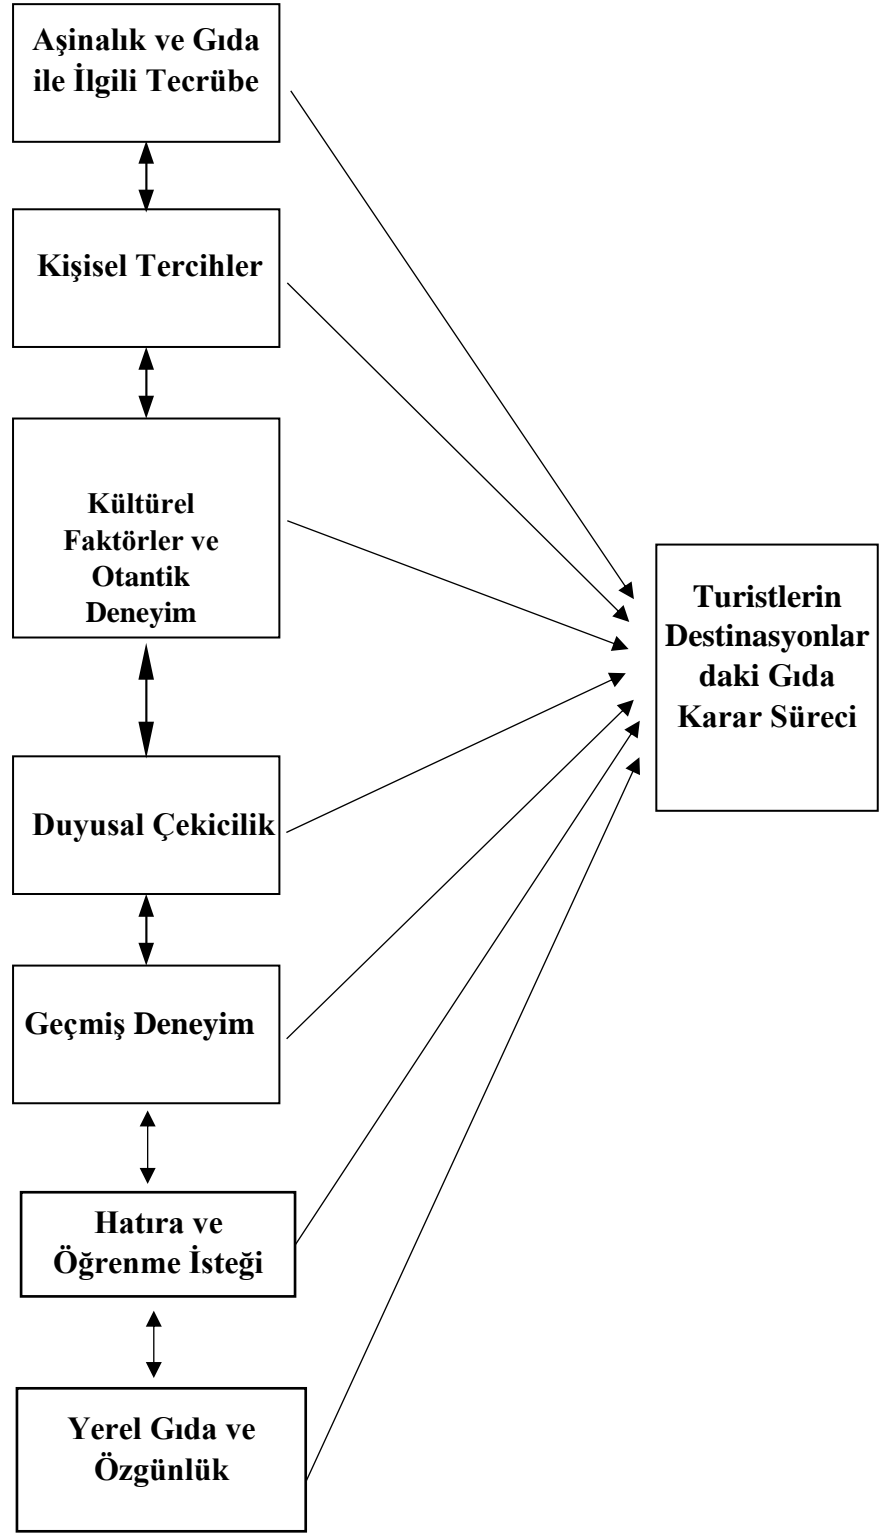 Aşinalık ve Gıda
ile İlgili Tecrübe
Kişisel Tercihler
Kültürel
Faktörler ve
Otantik
Deneyim
Turistlerin
Destinasyonlar
daki Gıda
Karar Süreci
Duyusal Çekicilik
Geçmiş Deneyim
Hatıra ve
Öğrenme İsteği
Yerel Gıda ve
Özgünlük